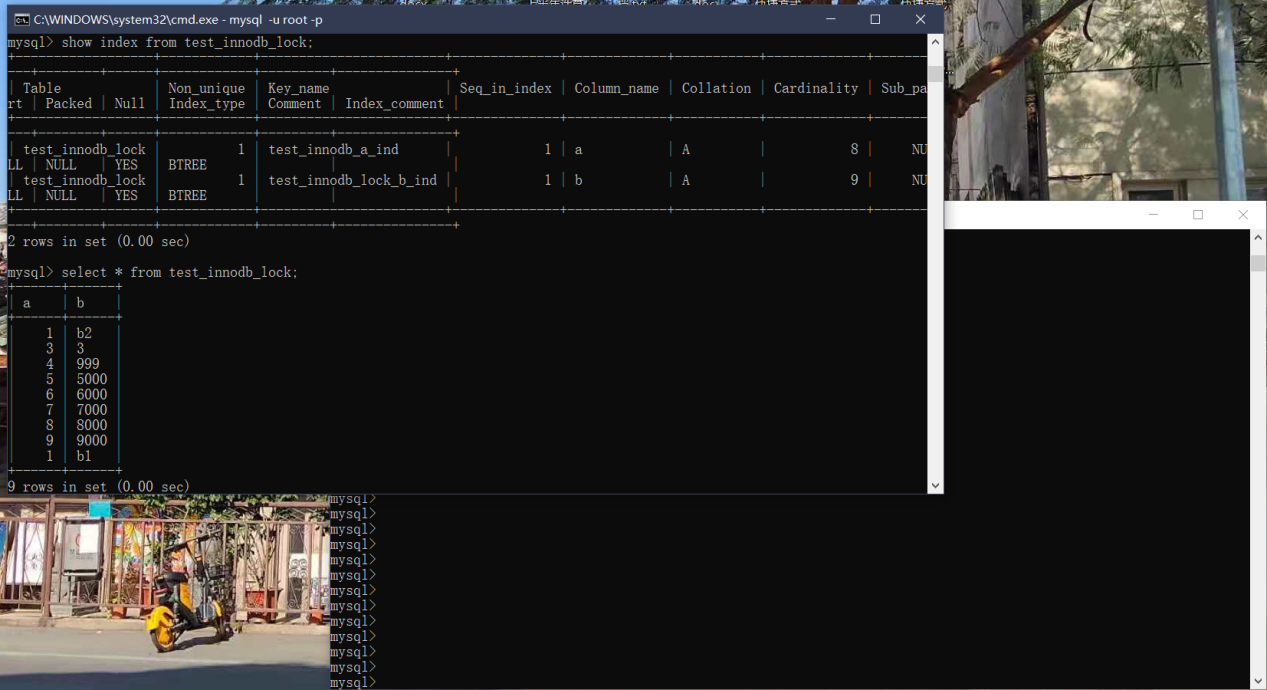 C:\WINDOWS\system32\cmd.exe - mysql -u root -p
mysql> show index from test_innodb_lock;
| Table | Non_unique | Key_name | Seq_in_index | Column_name | Collation | Cardinality | Sub_pa
rt | Packed | Null | Index_type | Comment | Index_comment |
| test_innodb_lock | 1 | test_innodb_a_ind | 1 | a | A | 8 | NU
LL | NULL | YES | BTREE | | |
| test_innodb_lock | 1 | test_innodb_lock_b_ind | 1 | b | A | 9 | NU
LL | NULL | YES | BTREE | | |
2 rows in set (0.00 sec)
mysql> select * from test_innodb_lock;
| a | b |
| 1 | b2 |
| 3 | 3 |
| 4 | 999 |
| 5 | 5000 |
| 6 | 6000 |
| 7 | 7000 |
| 8 | 8000 |
| 9 | 9000 |
| 1 | b1 |
9 rows in set (0.00 sec)
mysql>
mysql>
mysql>
mysql>
mysql>
mysql>
mysql>
mysql>
mysql>
mysql>
mysql>
mysql>
mysql>